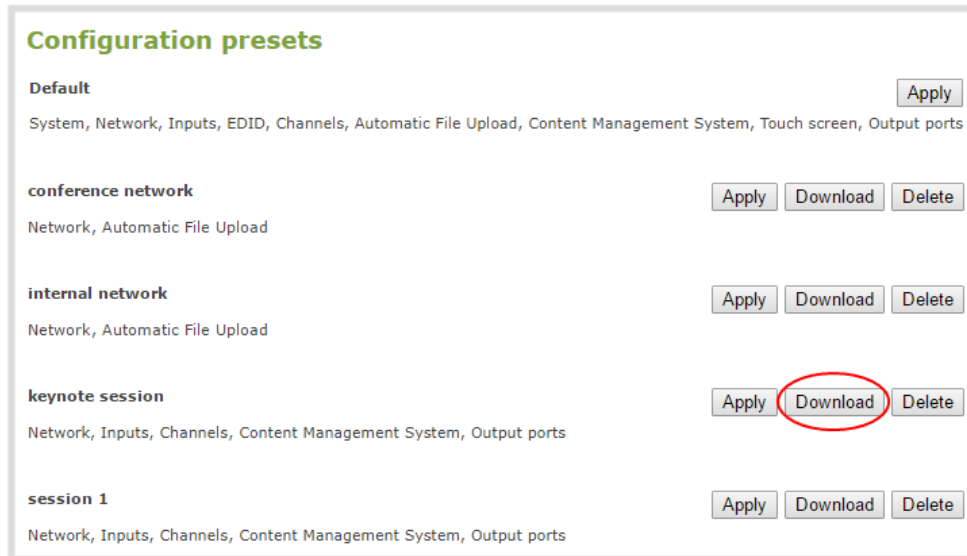 Configuration presets
Default
Apply
System, Network, Inputs, EDID, Channels, Automatic File Upload, Content Management System, Touch screen, Output ports
conference network
Apply Download Delete
Network, Automatic File Upload
internal network
Apply Download Delete
Network, Automatic File Upload
keynote session
Apply Download Delete
Network, Inputs, Channels, Content Management System, Output ports
session 1
Apply Download Delete
Network, Inputs, Channels, Content Management System, Output ports